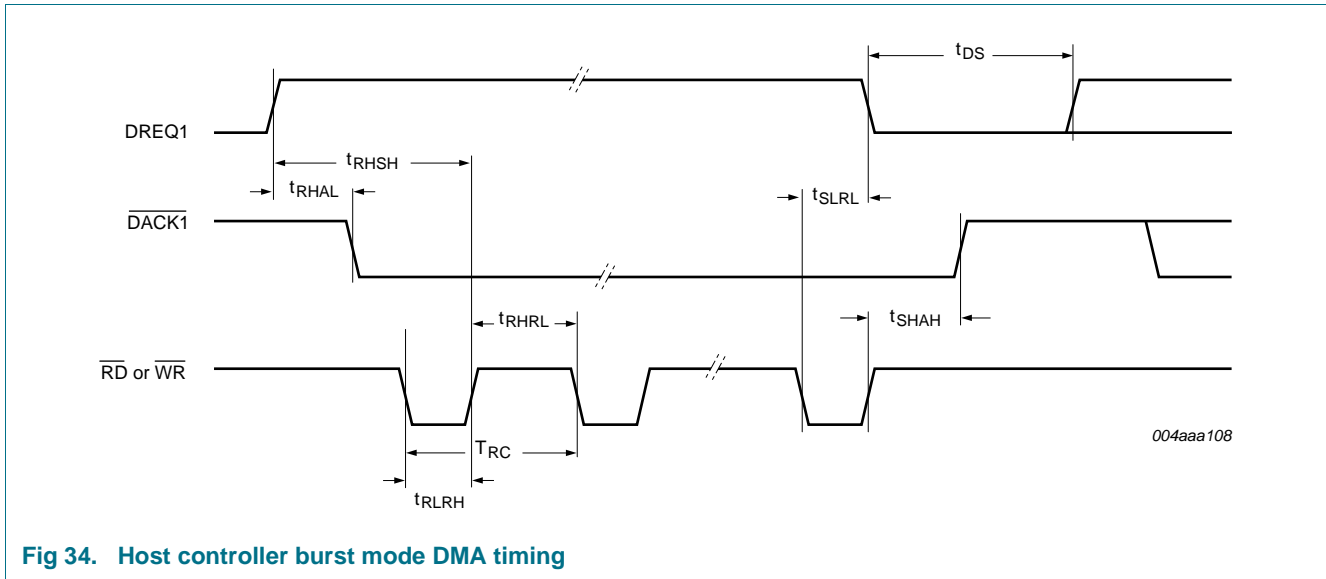 tDS
DREQ1
tRHSH
tRHAL
tSLRL
DACK1
tSHAH
tRHRL
RD or WR
004aaa108
TRC
tRLRH
Fig 34. Host controller burst mode DMA timing